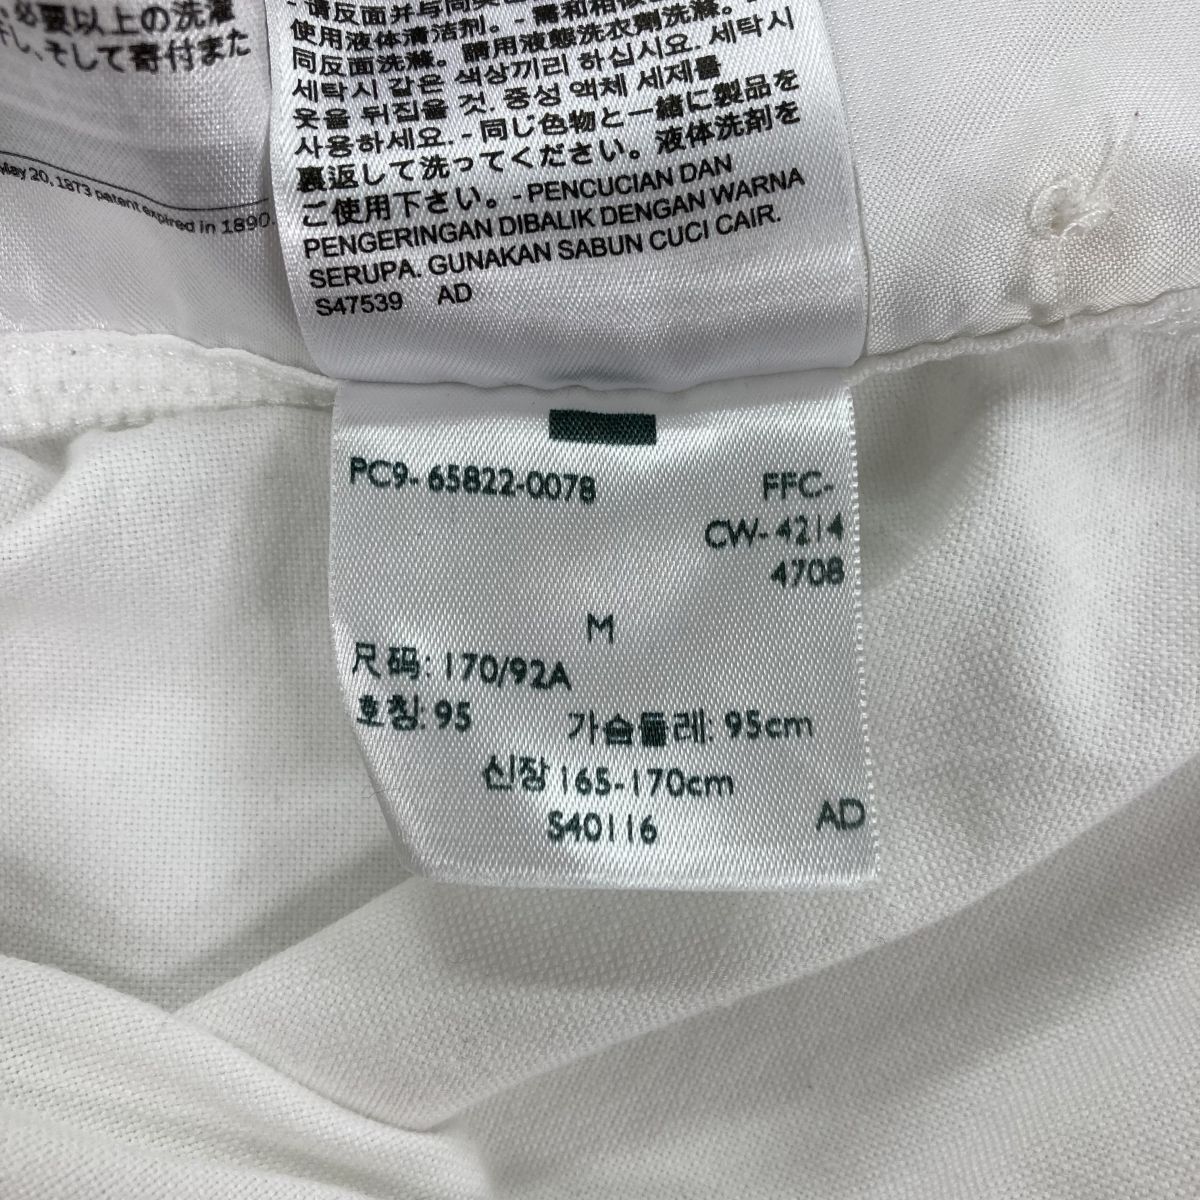 必要以上の洗濯
し、そして寄付また
May 20, 1873 patent expired in 1890.
- 请反面并与同类
使用液体清洁剂。- 需和相似
同反面洗滌。請用液態洗衣劑洗滌。-
세탁시 같은 색상끼리 하십시요. 세탁시
옷을 뒤집을 것. 중성 액체 세제를
사용하세요. - 同じ色物と一緒に製品を
裏返して洗ってください。液体洗剤を
ご使用下さい。- PENCUCIAN DAN
PENGERINGAN DIBALIK DENGAN WARNA
SERUPA. GUNAKAN SABUN CUCI CAIR.
S47539 AD
PC9-65822-0078 FFC-
CW-4214
4708
M
尺码: 170/92A
호칭: 95 가슴둘레: 95cm
신장 165-170cm
S40116 AD